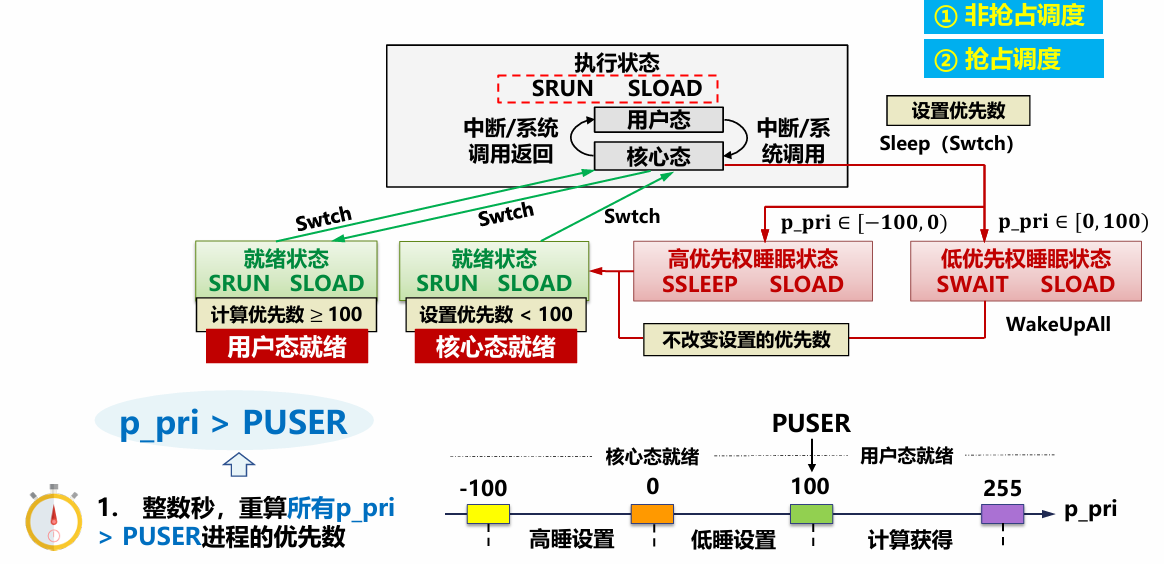 ① 非抢占调度
② 抢占调度
执行状态
SRUN SLOAD
用户态
核心态
中断/系统
调用返回
中断/系
统调用
设置优先数
Sleep（Swtch）
Swtch
Swtch
Swtch
p_pri ∈ [−100, 0)
p_pri ∈ [0, 100)
就绪状态
SRUN SLOAD
计算优先数 ≥ 100
用户态就绪
就绪状态
SRUN SLOAD
设置优先数 < 100
核心态就绪
高优先权睡眠状态
SSLEEP SLOAD
低优先权睡眠状态
SWAIT SLOAD
WakeUpAll
不改变设置的优先数
p_pri > PUSER
1. 整数秒，重算所有p_pri
> PUSER进程的优先数
PUSER
核心态就绪
用户态就绪
-100
0
100
255
p_pri
高睡设置
低睡设置
计算获得